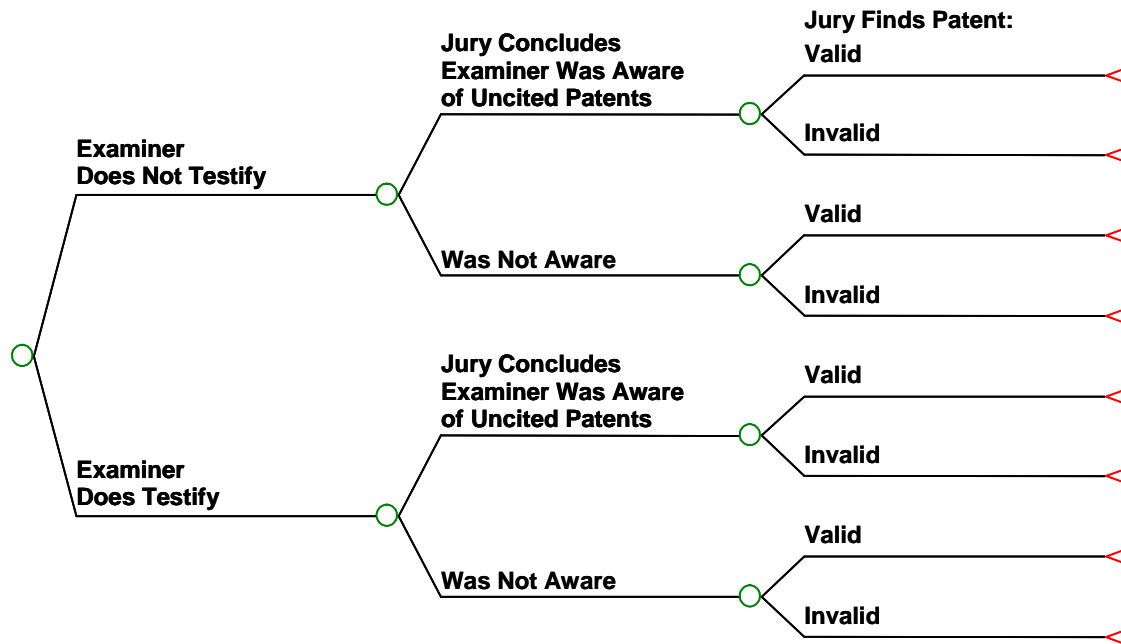 Jury Finds Patent:
Jury Concludes
Examiner Was Aware
of Uncited Patents
Valid
Invalid
Examiner
Does Not Testify
Valid
Was Not Aware
Invalid
Jury Concludes
Examiner Was Aware
of Uncited Patents
Valid
Invalid
Examiner
Does Testify
Valid
Was Not Aware
Invalid